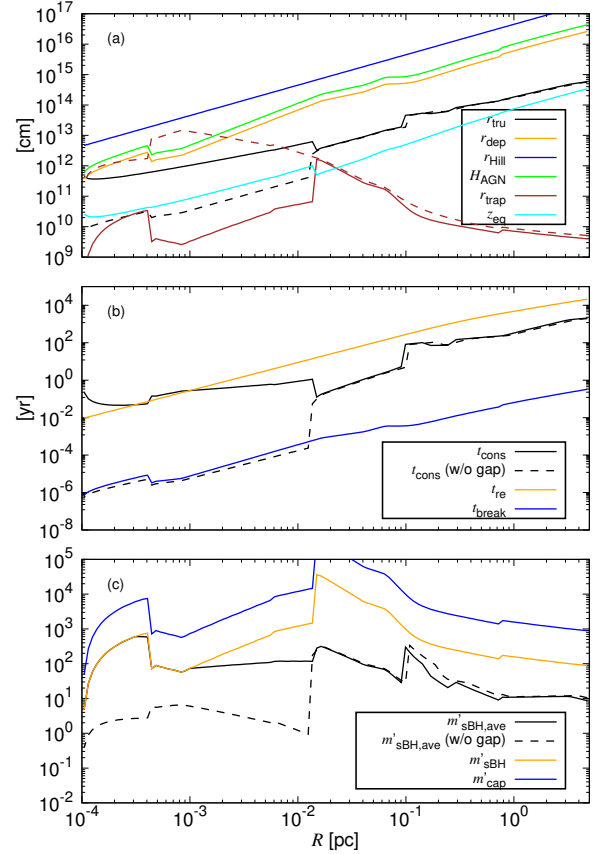 10^17
10^16
10^15
10^14
10^13
10^12
10^11
10^10
10^9
[cm]
(a)
r_tru
r_dep
r_Hill
H_AGN
r_trap
z_eq
10^4
10^2
10^0
10^-2
10^-4
10^-6
10^-8
[yr]
(b)
t_cons
t_cons (w/o gap)
t_re
t_break
10^5
10^4
10^3
10^2
10^1
10^0
10^-1
10^-2
(c)
m'_sBH,ave
m'_sBH,ave (w/o gap)
m'_sBH
m'_cap
10^-4 10^-3 10^-2 10^-1 10^0
R [pc]